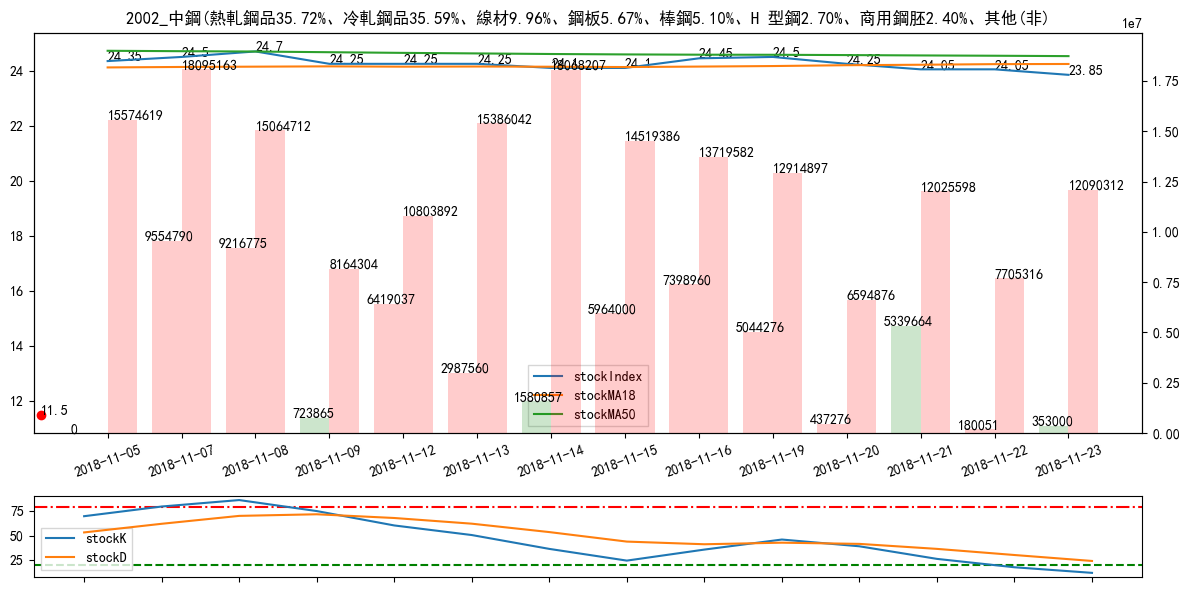 2002_中鋼(熱軋鋼品35.72%、冷軋鋼品35.59%、線材9.96%、鋼板5.67%、棒鋼5.10%、H 型鋼2.70%、商用鋼胚2.40%、其他(非)
1e7
24.35 24.5 24.7 24.25 24.25 24.25 24.1 24.1 24.45 24.5 24.25 24.05 24.05 23.85
15574619 18095163 15064712 8164304 10803892 15386042 18068207 14519386 13719582 12914897 6594876 12025598 7705316 12090312
0 9554790 9216775 723865 6419037 2987560 1580857 5964000 7398960 5044276 437276 5339664 180051 353000
11.5
24
22
20
18
16
14
12
1.75
1.50
1.25
1.00
0.75
0.50
0.25
0.00
stockIndex
stockMA18
stockMA50
2018-11-05 2018-11-07 2018-11-08 2018-11-09 2018-11-12 2018-11-13 2018-11-14 2018-11-15 2018-11-16 2018-11-19 2018-11-20 2018-11-21 2018-11-22 2018-11-23
75
50
25
stockK
stockD